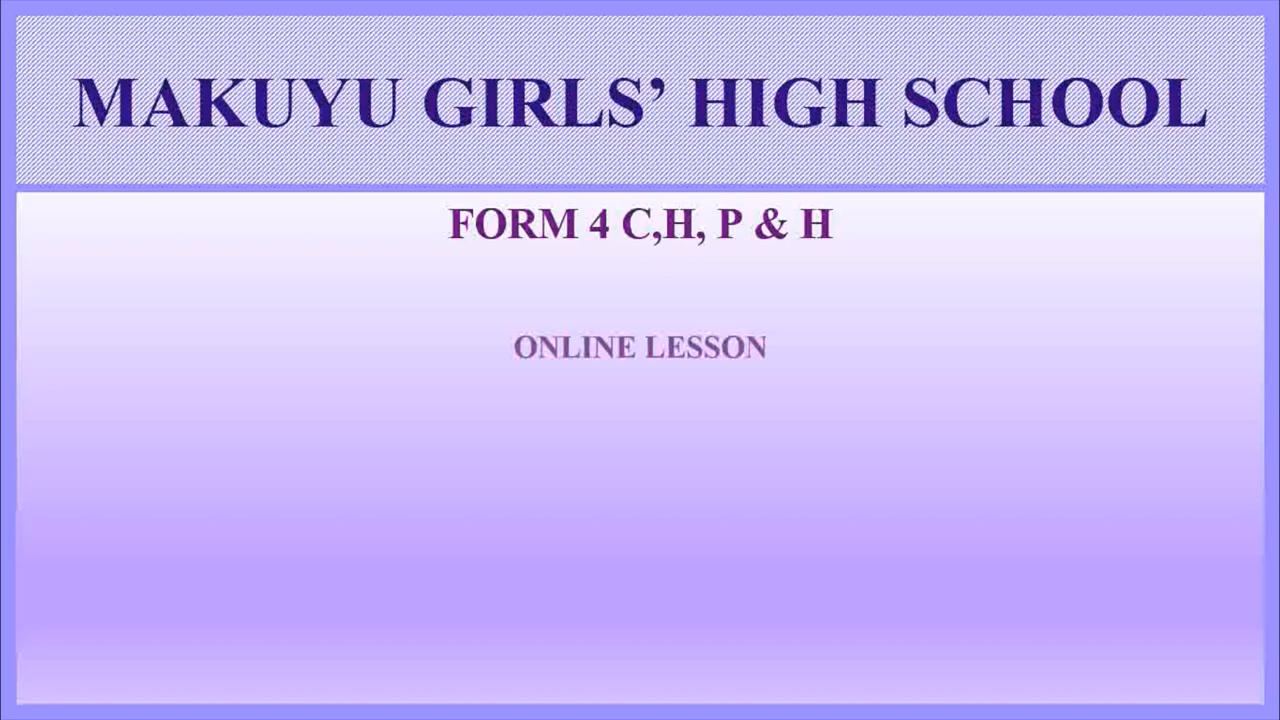 MAKUYU GIRLS’ HIGH SCHOOL
FORM 4 C,H, P & H
ONLINE LESSON